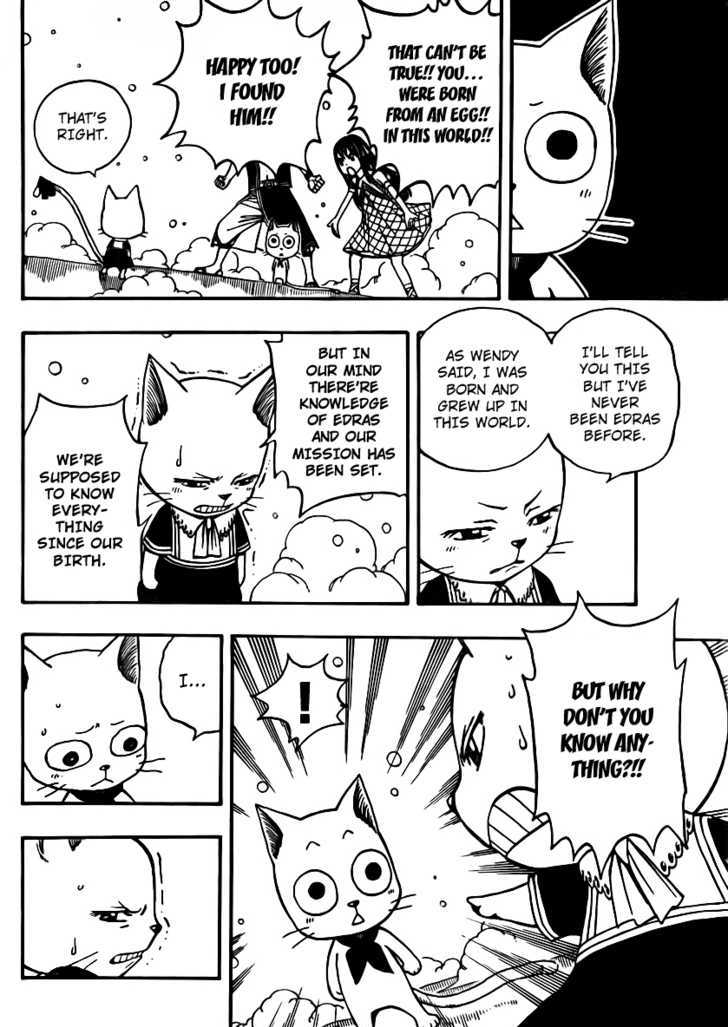 THAT CAN'T BE
TRUE!! YOU...
WERE BORN
FROM AN EGG!!
IN THIS WORLD!!
HAPPY TOO!
I FOUND
HIM!!
THAT'S
RIGHT.
I'LL TELL
YOU THIS
BUT I'VE
NEVER
BEEN EDRAS
BEFORE.
AS WENDY
SAID, I WAS
BORN AND
GREW UP IN
THIS WORLD.
BUT IN
OUR MIND
THERE'RE
KNOWLEDGE
OF EDRAS
AND OUR
MISSION HAS
BEEN SET.
WE'RE
SUPPOSED
TO KNOW
EVERY-
THING
SINCE OUR
BIRTH.
BUT WHY
DON'T YOU
KNOW ANY-
THING?!!
!
I...